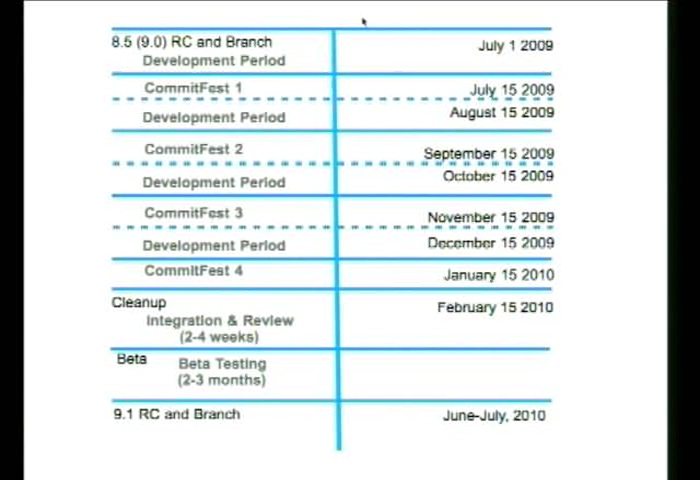 8.5 (9.0) RC and Branch July 1 2009
Development Period
CommitFest 1 July 15 2009
Development Period August 15 2009
CommitFest 2 September 15 2009
Development Period October 15 2009
CommitFest 3 November 15 2009
Development Period December 15 2009
CommitFest 4 January 15 2010
Cleanup February 15 2010
Integration & Review
(2-4 weeks)
Beta Beta Testing
(2-3 months)
9.1 RC and Branch June-July, 2010